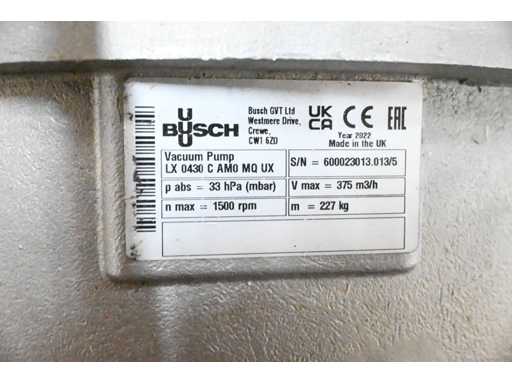 BUSCH
Busch GVT Ltd
Westmere Drive,
Crewe,
CW1 6ZD
UK CA CE EAC
Year 2022
Made in the UK
Vacuum Pump
LX 0430 C AM0 MQ UX
S/N = 600023013.013/5
p abs = 33 hPa (mbar)
V max = 375 m3/h
n max = 1500 rpm
m = 227 kg